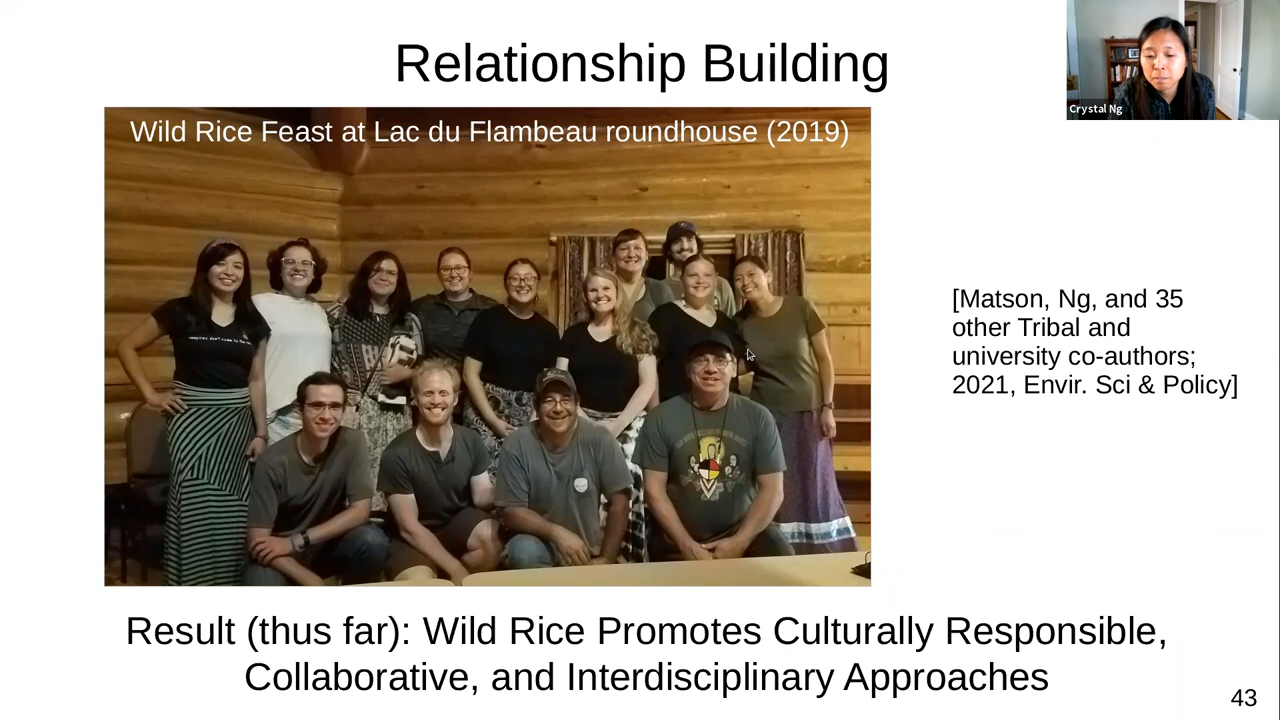 Relationship Building
Crystal Ng
Wild Rice Feast at Lac du Flambeau roundhouse (2019)
[Matson, Ng, and 35
other Tribal and
university co-authors;
2021, Envir. Sci & Policy]
Result (thus far): Wild Rice Promotes Culturally Responsible,
Collaborative, and Interdisciplinary Approaches
43